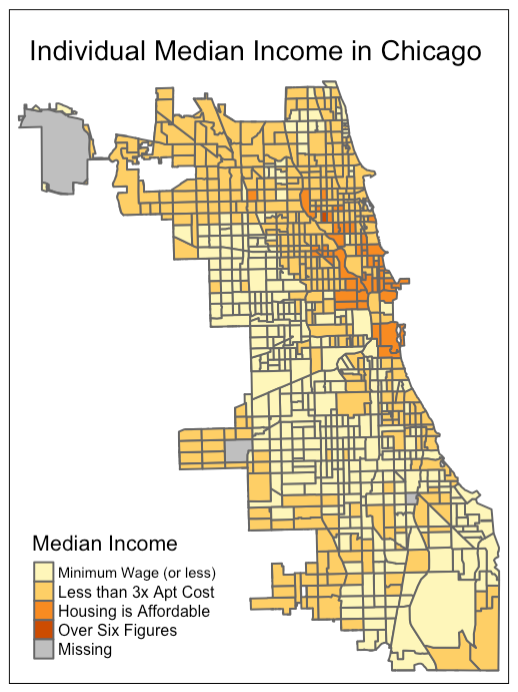 Individual Median Income in Chicago
Median Income
Minimum Wage (or less)
Less than 3x Apt Cost
Housing is Affordable
Over Six Figures
Missing